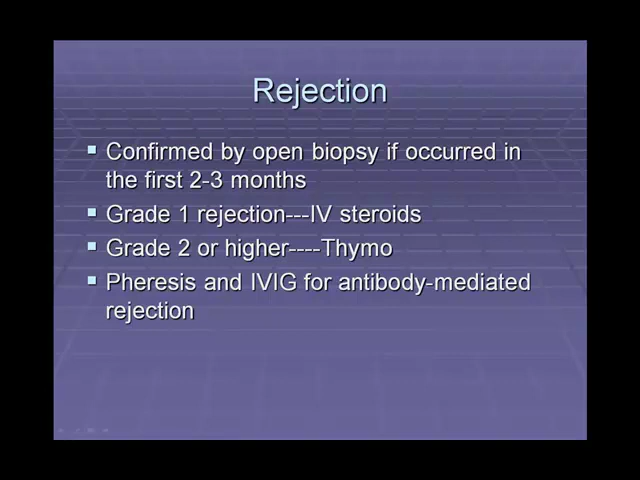 Rejection
Confirmed by open biopsy if occurred in
the first 2-3 months
Grade 1 rejection---IV steroids
Grade 2 or higher----Thymo
Pheresis and IVIG for antibody-mediated
rejection